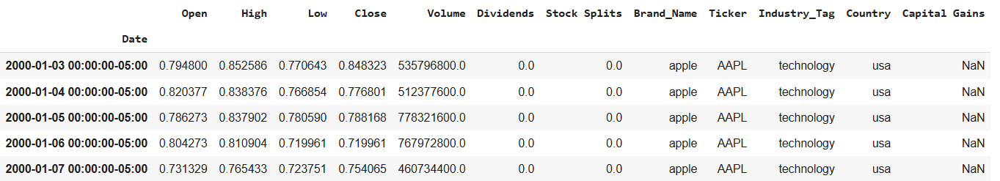 Open High Low Close Volume Dividends Stock Splits Brand_Name Ticker Industry_Tag Country Capital Gains
Date
2000-01-03 00:00:00-05:00 0.794800 0.852586 0.770643 0.848323 535796800.0 0.0 0.0 apple AAPL technology usa NaN
2000-01-04 00:00:00-05:00 0.820377 0.838376 0.766854 0.776801 512377600.0 0.0 0.0 apple AAPL technology usa NaN
2000-01-05 00:00:00-05:00 0.786273 0.837902 0.780590 0.788168 778321600.0 0.0 0.0 apple AAPL technology usa NaN
2000-01-06 00:00:00-05:00 0.804273 0.810904 0.719961 0.719961 767972800.0 0.0 0.0 apple AAPL technology usa NaN
2000-01-07 00:00:00-05:00 0.731329 0.765433 0.723751 0.754065 460734400.0 0.0 0.0 apple AAPL technology usa NaN